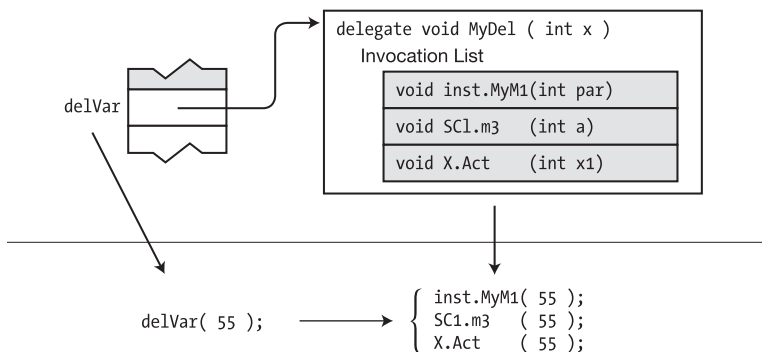 delegate void MyDel ( int x )
Invocation List
void inst.MyM1(int par)
delVar
void SCl.m3 (int a)
void X.Act (int x1)
inst.MyM1( 55 );
delVar( 55 );
SC1.m3 ( 55 );
X.Act ( 55 );